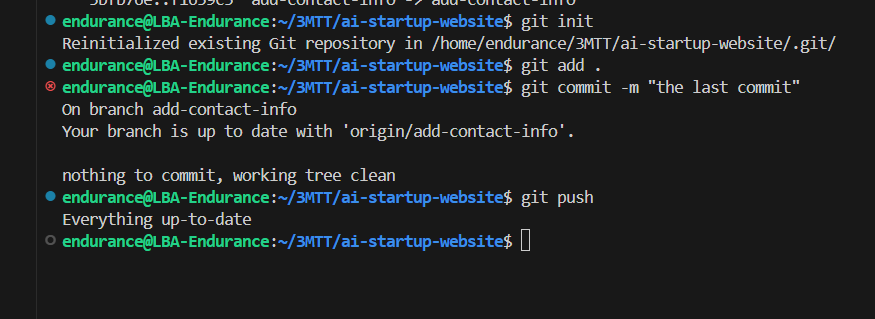 add-contact-info -> add-contact-info
endurance@LBA-Endurance:~/3MTT/ai-startup-website$ git init
Reinitialized existing Git repository in /home/endurance/3MTT/ai-startup-website/.git/
endurance@LBA-Endurance:~/3MTT/ai-startup-website$ git add .
endurance@LBA-Endurance:~/3MTT/ai-startup-website$ git commit -m "the last commit"
On branch add-contact-info
Your branch is up to date with 'origin/add-contact-info'.
nothing to commit, working tree clean
endurance@LBA-Endurance:~/3MTT/ai-startup-website$ git push
Everything up-to-date
endurance@LBA-Endurance:~/3MTT/ai-startup-website$